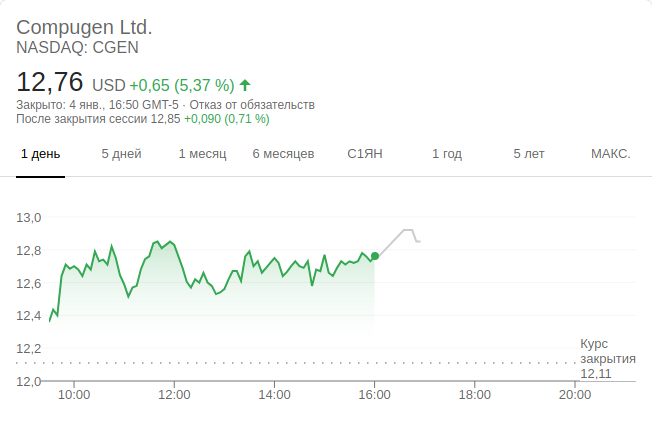 Compugen Ltd.
NASDAQ: CGEN
12,76 USD +0,65 (5,37 %)
Закрыто: 4 янв., 16:50 GMT-5 · Отказ от обязательств
После закрытия сессии 12,85 +0,090 (0,71 %)
1 день 5 дней 1 месяц 6 месяцев С1ЯН 1 год 5 лет МАКС.
13,0
12,8
12,6
12,4
12,2
12,0
Курс
закрытия
12,11
10:00 12:00 14:00 16:00 18:00 20:00